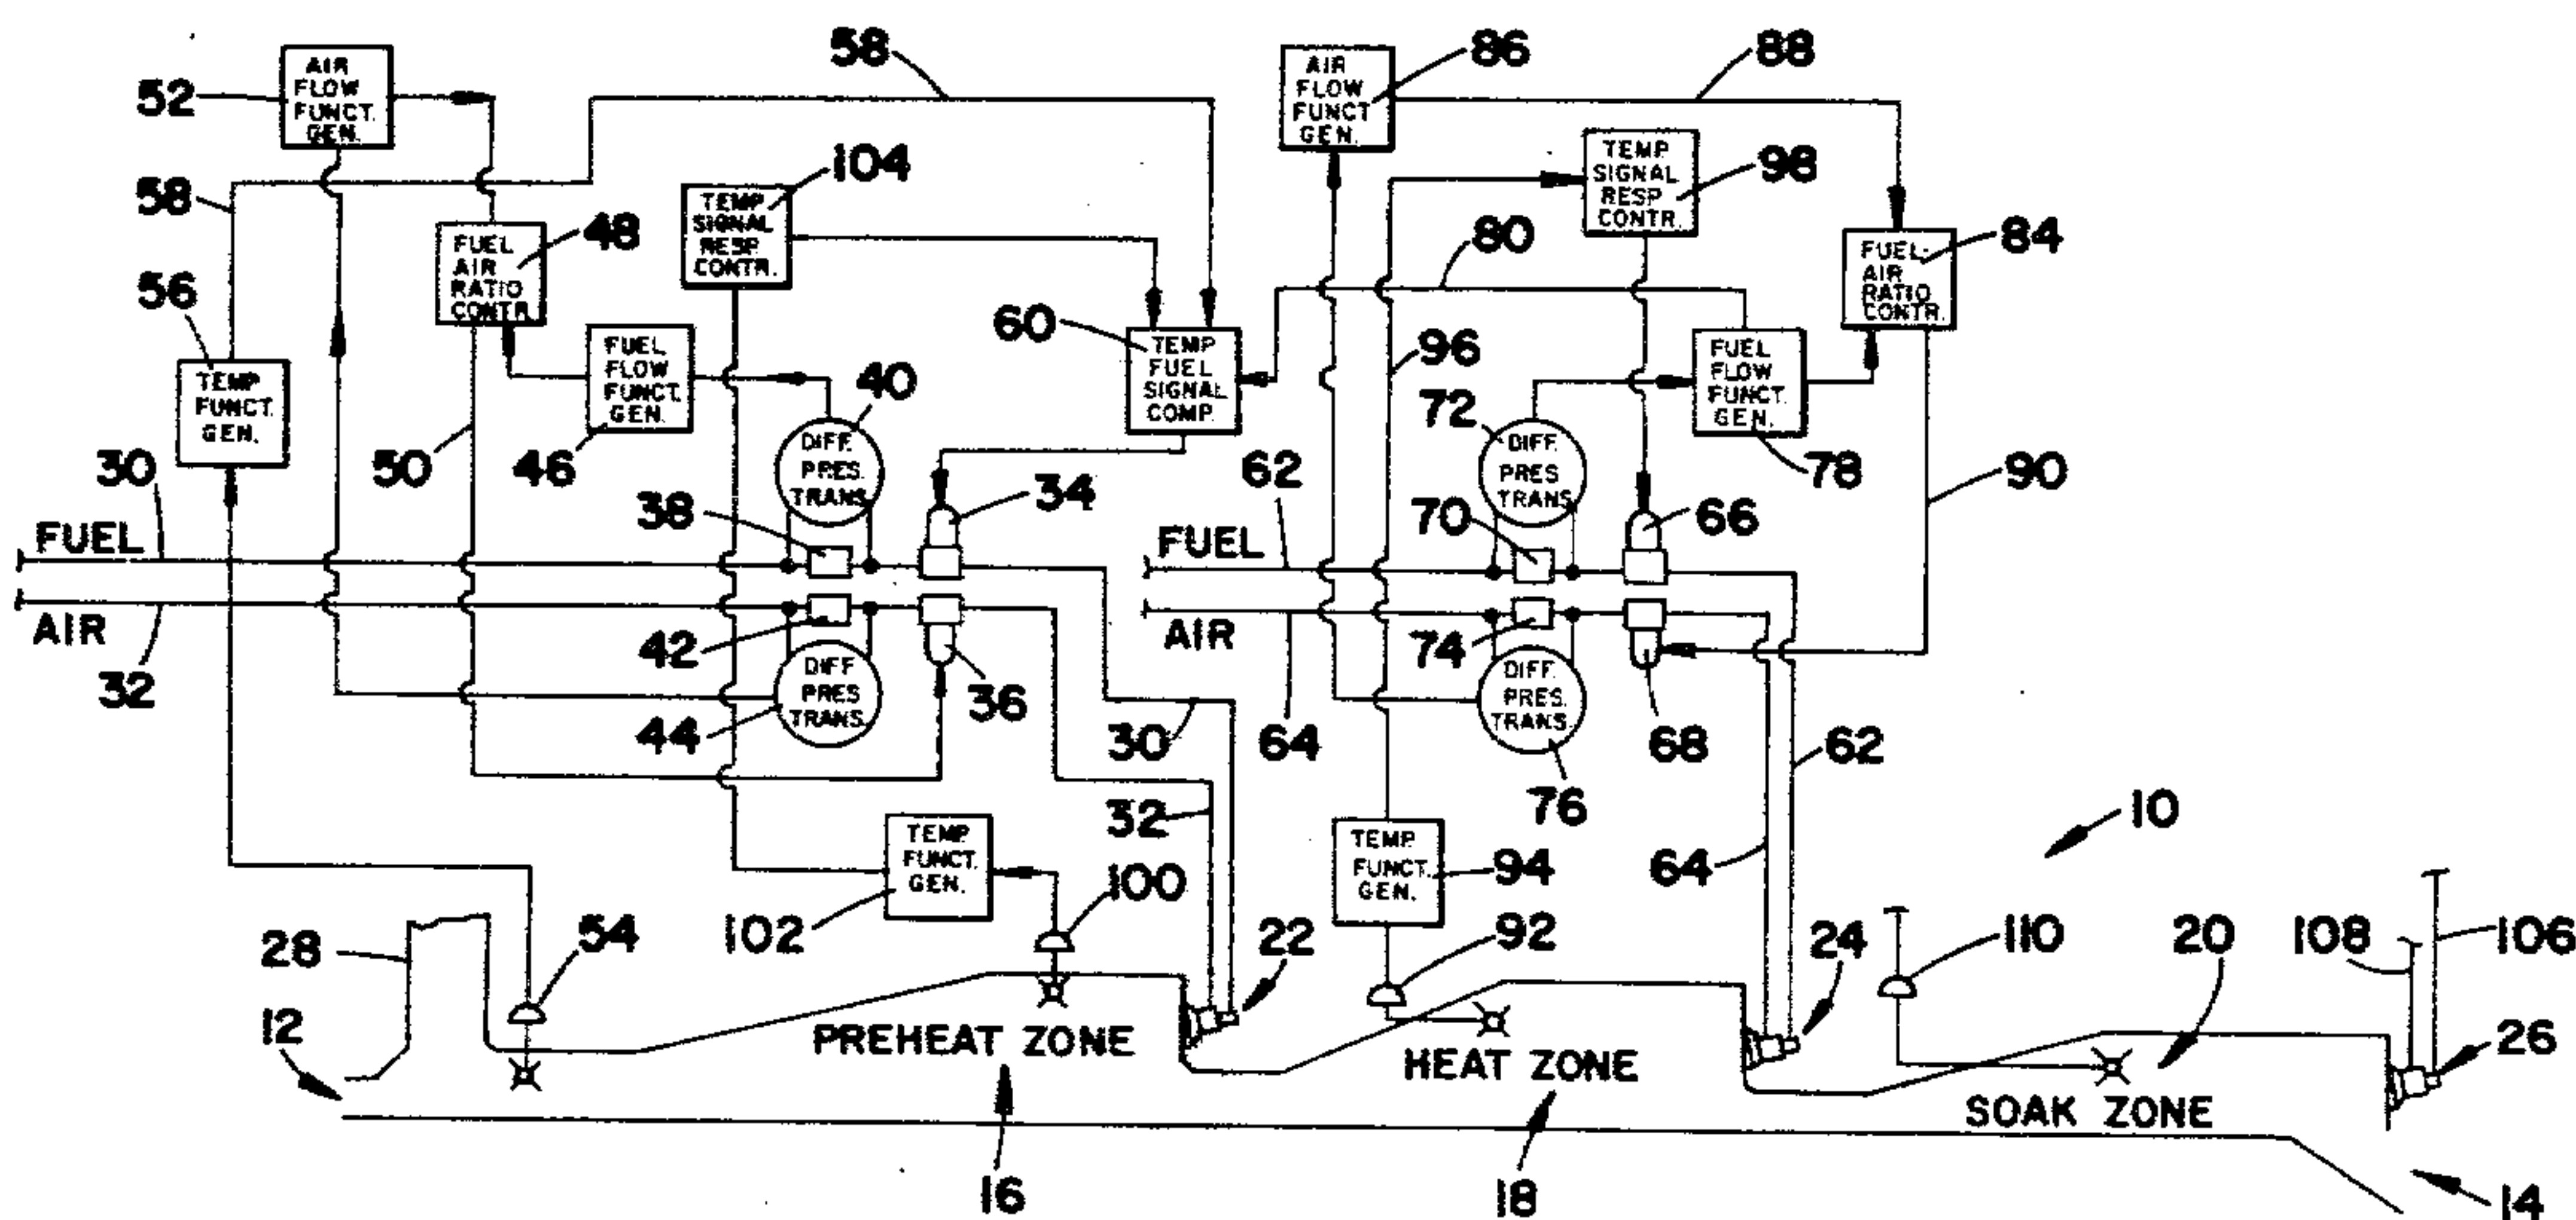 58
86
88
52
AIR
FLOW
FUNCT.
GEN.
AIR
FLOW
FUNCT
GEN.
104
TEMP
SIGNAL
RESP
CONTR.
98
58
TEMP
SIGNAL
RESP.
CONTR.
48
FUEL
AIR
RATIO
CONTR.
80
FUEL-
AIR
RATIO
CONTR.
84
56
60
TEMP
FUEL
SIGNAL
COMP.
96
FUEL
FLOW
FUNCT.
GEN.
FUEL
FLOW
FUNCT.
GEN.
TEMP
FUNCT.
GEN.
40
72
DIFF.
PRES.
TRANS.
DIFF.
PRES
TRANS.
30
50
46
62
78
90
38
34
70
66
FUEL
FUEL
AIR
AIR
32
42
36
74
68
DIFF
PRES
TRANS.
DIFF.
PRES.
TRANS.
44
30
64
62
76
10
32
TEMP
FUNCT.
GEN.
TEMP.
FUNCT.
GEN.
94
64
100
102
28
54
22
92
24
110
20
108
106
12
PREHEAT ZONE
HEAT ZONE
26
SOAK ZONE
16
18
14